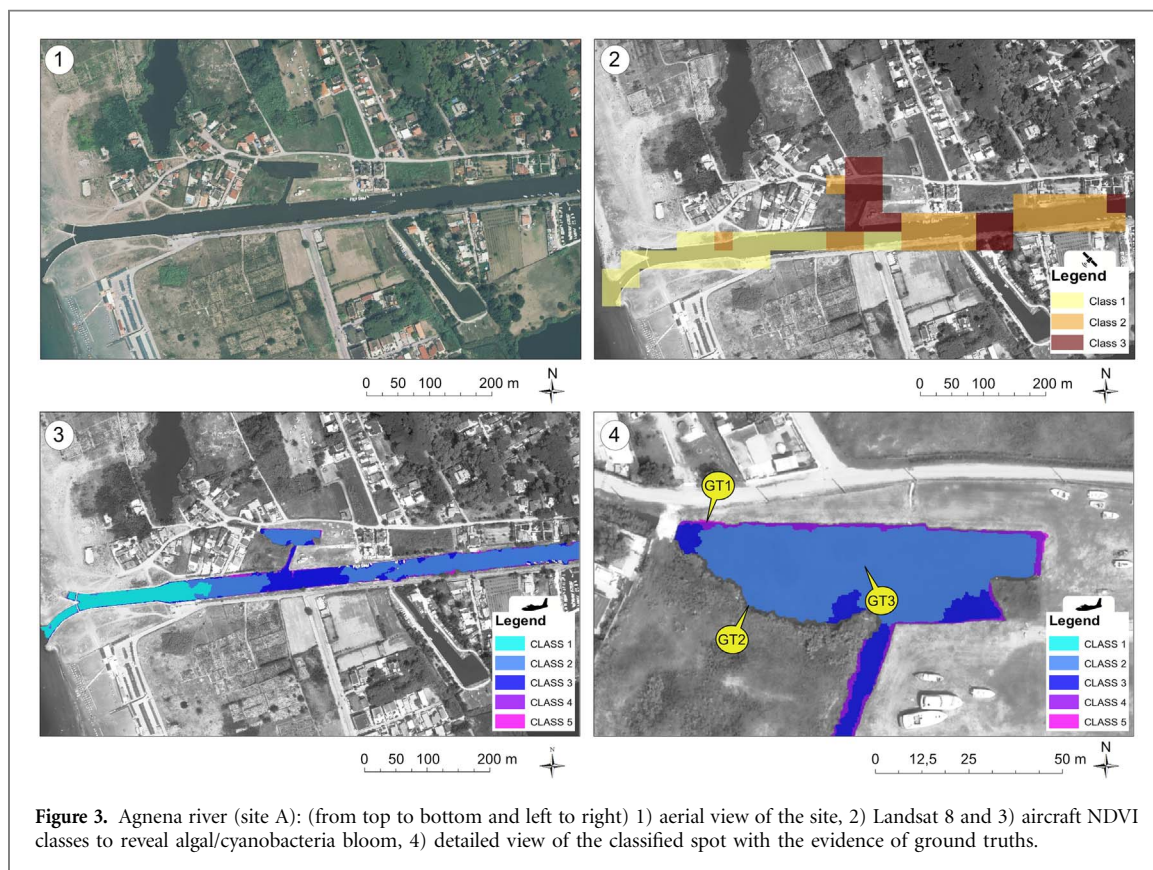 1
N
0 50 100 200 m
2
Legend
Class 1
Class 2
Class 3
N
0 50 100 200 m
3
Legend
CLASS 1
CLASS 2
CLASS 3
CLASS 4
CLASS 5
N
0 50 100 200 m
4
GT1
GT2
GT3
Legend
CLASS 1
CLASS 2
CLASS 3
CLASS 4
CLASS 5
N
0 12,5 25 50 m
Figure 3. Agnena river (site A): (from top to bottom and left to right) 1) aerial view of the site, 2) Landsat 8 and 3) aircraft NDVI
classes to reveal algal/cyanobacteria bloom, 4) detailed view of the classified spot with the evidence of ground truths.